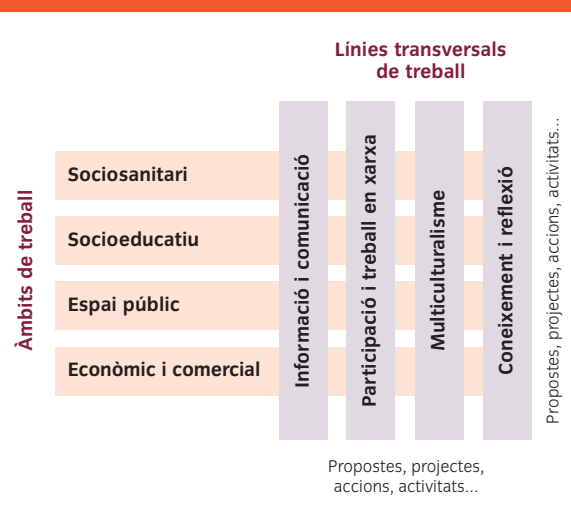 Línies transversals
de treball
Àmbits de treball
Sociosanitari
Socioeducatiu
Espai públic
Econòmic i comercial
Informació i comunicació
Participació i treball en xarxa
Multiculturalisme
Coneixement i reflexió
Propostes, projectes, accions, activitats...
Propostes, projectes,
accions, activitats...